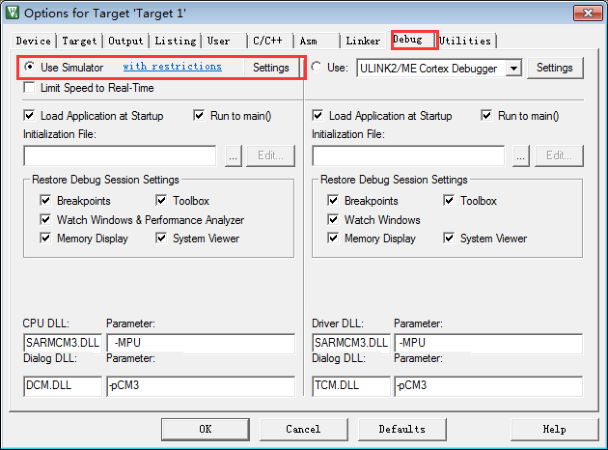 Options for Target 'Target 1'
Device Target Output Listing User C/C++ Asm Linker Debug Utilities
Use Simulator with restrictions Settings
Use: ULINK2/ME Cortex Debugger Settings
Limit Speed to Real-Time
Load Application at Startup Run to main()
Load Application at Startup Run to main()
Initialization File:
Initialization File:
... Edit...
... Edit...
Restore Debug Session Settings
Breakpoints Toolbox
Watch Windows & Performance Analyzer
Memory Display System Viewer
Restore Debug Session Settings
Breakpoints Toolbox
Watch Windows
Memory Display System Viewer
CPU DLL: Parameter:
SARMCM3.DLL -MPU
Dialog DLL: Parameter:
DCM.DLL -pCM3
Driver DLL: Parameter:
SARMCM3.DLL -MPU
Dialog DLL: Parameter:
TCM.DLL -pCM3
OK Cancel Defaults Help